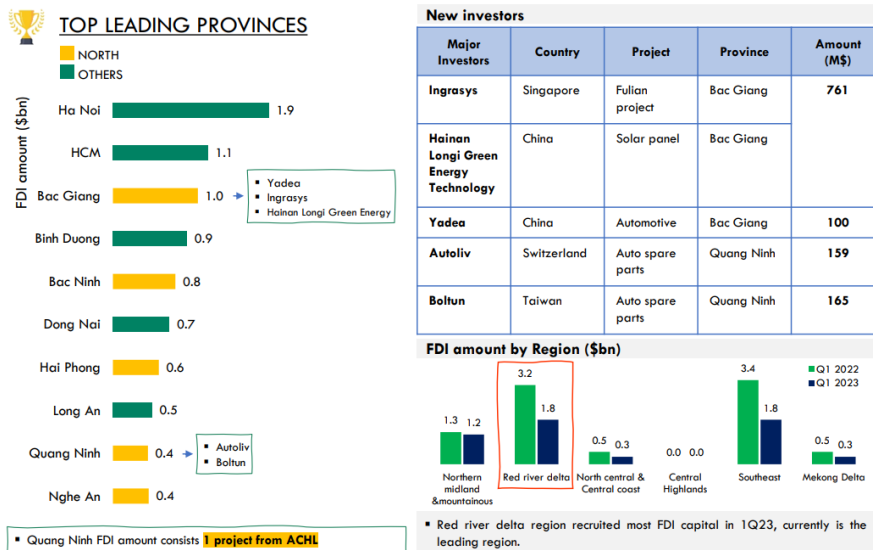 TOP LEADING PROVINCES
NORTH
OTHERS
FDI amount ($bn)
Ha Noi 1.9
HCM 1.1
Bac Giang 1.0
▪ Yadea
▪ Ingrasys
▪ Hainan Longi Green Energy
Binh Duong 0.9
Bac Ninh 0.8
Dong Nai 0.7
Hai Phong 0.6
Long An 0.5
Quang Ninh 0.4
▪ Autoliv
▪ Boltun
Nghe An 0.4
▪ Quang Ninh FDI amount consists 1 project from ACHL
New investors
Major Investors Country Project Province Amount (M$)
Ingrasys Singapore Fulian project Bac Giang 761
Hainan Longi Green Energy Technology China Solar panel Bac Giang
Yadea China Automotive Bac Giang 100
Autoliv Switzerland Auto spare parts Quang Ninh 159
Boltun Taiwan Auto spare parts Quang Ninh 165
FDI amount by Region ($bn)
Q1 2022
Q1 2023
1.3 1.2
3.2 1.8
0.5 0.3
0.0 0.0
3.4 1.8
0.5 0.3
Northern midland &mountainous
Red river delta
North central & Central coast
Central Highlands
Southeast
Mekong Delta
▪ Red river delta region recruited most FDI capital in 1Q23, currently is the
leading region.